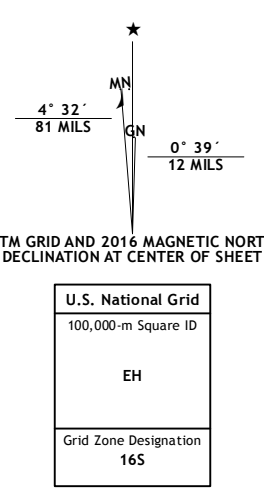 MN
4° 32´
81 MILS
GN
0° 39´
12 MILS
TM GRID AND 2016 MAGNETIC NORT
DECLINATION AT CENTER OF SHEET
U.S. National Grid
100,000-m Square ID
EH
Grid Zone Designation
16S